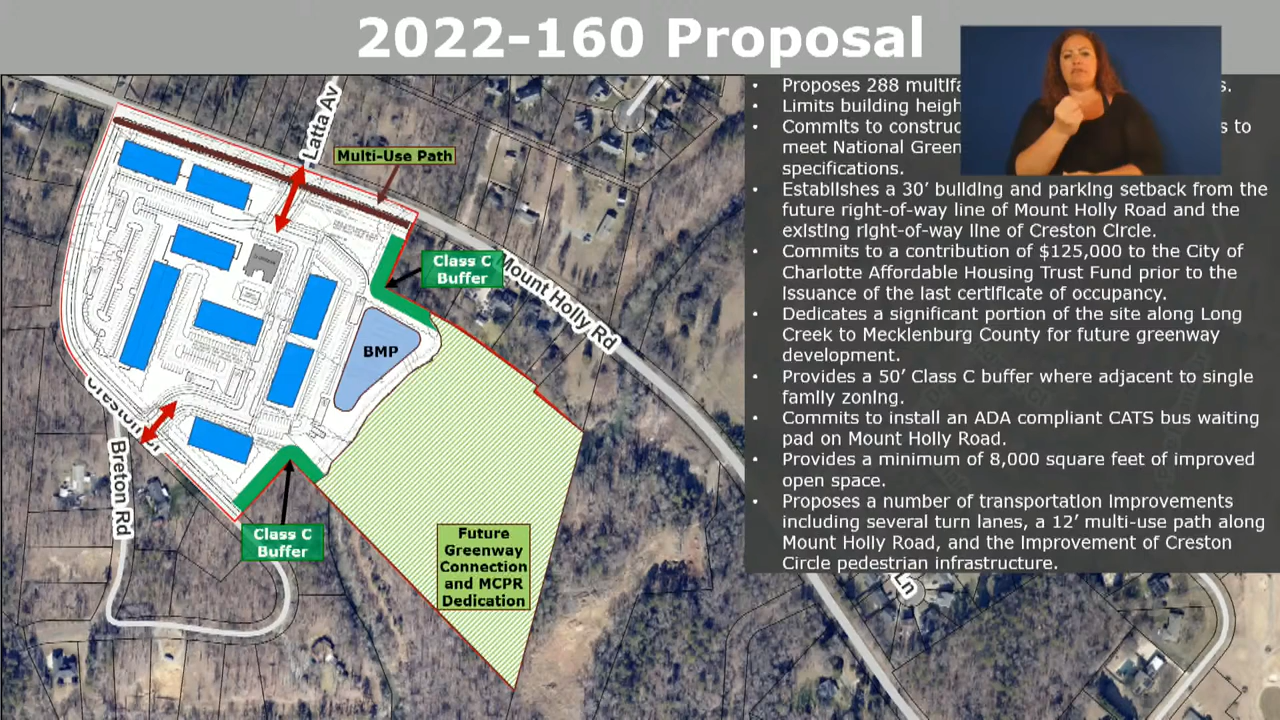 2022-160 Proposal
• Proposes 288
• Limits building
• Commits to
meet National
specifications.
• Establishes a 30’ building and parking setback from the
future right-of-way line of Mount Holly Road and the
existing right-of-way line of Creston Circle.
• Commits to a contribution of $125,000 to the City of
Charlotte Affordable Housing Trust Fund prior to the
issuance of the last certificate of occupancy.
• Dedicates a significant portion of the site along Long
Creek to Mecklenburg County for future greenway
development.
• Provides a 50’ Class C buffer where adjacent to single
family zoning.
• Commits to install an ADA compliant CATS bus waiting
pad on Mount Holly Road.
• Provides a minimum of 8,000 square feet of improved
open space.
• Proposes a number of transportation improvements
including several turn lanes, a 12’ multi-use path along
Mount Holly Road, and the improvement of Creston
Circle pedestrian infrastructure.
Latta Av
Multi-Use Path
Class C
Buffer
Mount Holly Rd
BMP
Breton Rd
Class C
Buffer
Future
Greenway
Connection
and MCPR
Dedication
Ln